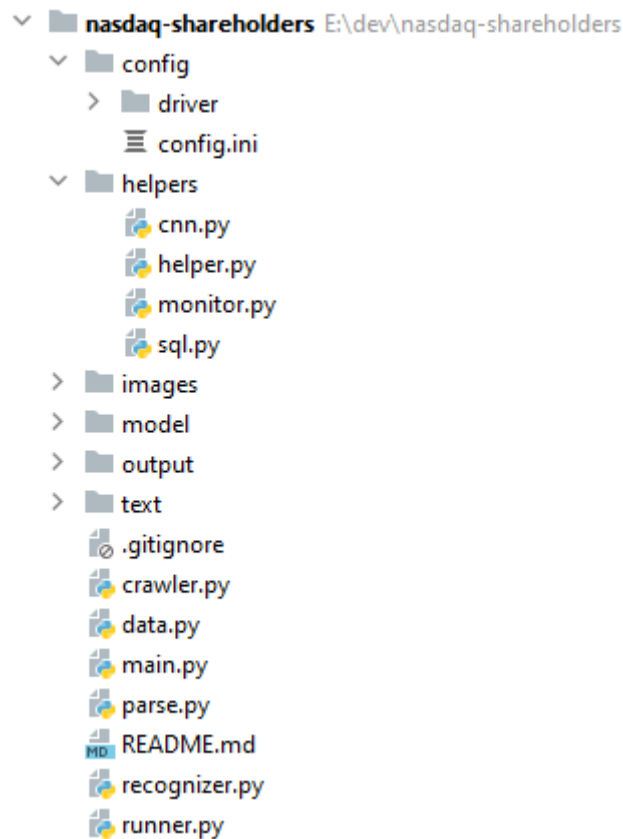 nasdaq-shareholders E:\dev\nasdaq-shareholders
config
driver
config.ini
helpers
cnn.py
helper.py
monitor.py
sql.py
images
model
output
text
.gitignore
crawler.py
data.py
main.py
parse.py
MD README.md
recognizer.py
runner.py